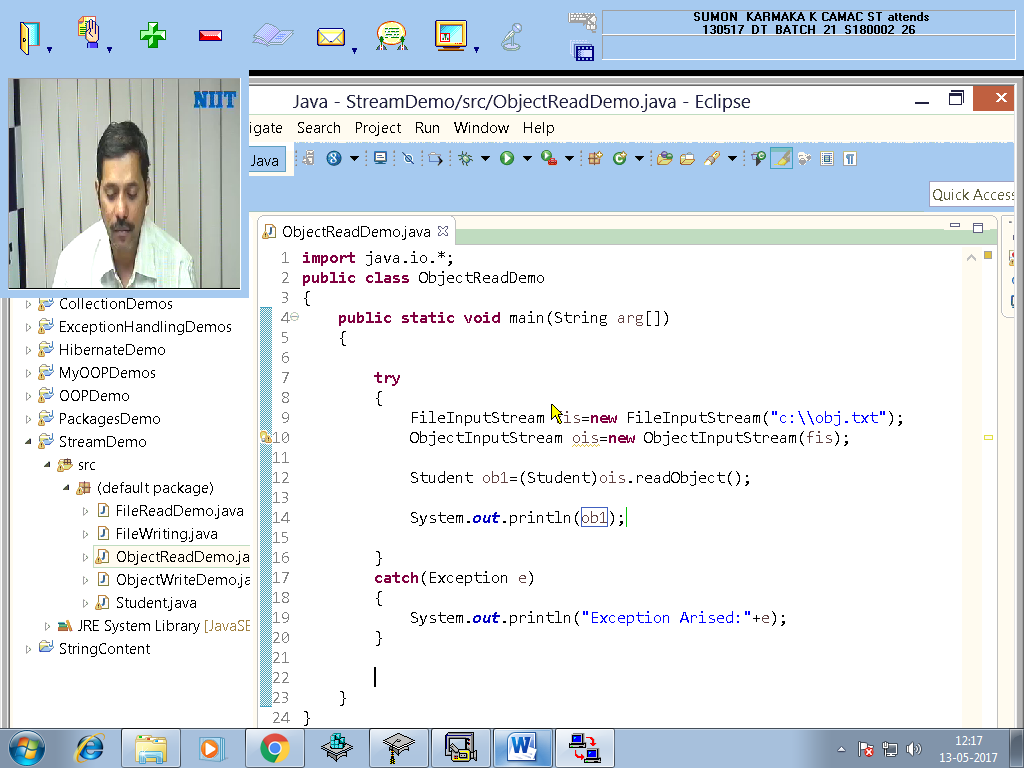 SUMON KARMAKA K CAMAC ST attends
130517 DT BATCH 21 S180002 26
NIIT
Java - StreamDemo/src/ObjectReadDemo.java - Eclipse
igate Search Project Run Window Help
Java
Quick Access
ObjectReadDemo.java
1 import java.io.*;
2 public class ObjectReadDemo
3 {
4 public static void main(String arg[])
5 {
6
7 try
8 {
9 FileInputStream fis=new FileInputStream("c:\\obj.txt");
10 ObjectInputStream ois=new ObjectInputStream(fis);
11
12 Student ob1=(Student)ois.readObject();
13
14 System.out.println(ob1);
15
16 }
17 catch(Exception e)
18 {
19 System.out.println("Exception Arised:"+e);
20 }
21
22
23 }
24 }
CollectionDemos
ExceptionHandlingDemos
HibernateDemo
MyOOPDemos
OOPDemo
PackagesDemo
StreamDemo
src
(default package)
FileReadDemo.java
FileWriting.java
ObjectReadDemo.ja
ObjectWriteDemo.ja
Student.java
JRE System Library [JavaSE
StringContent
12:17
13-05-2017